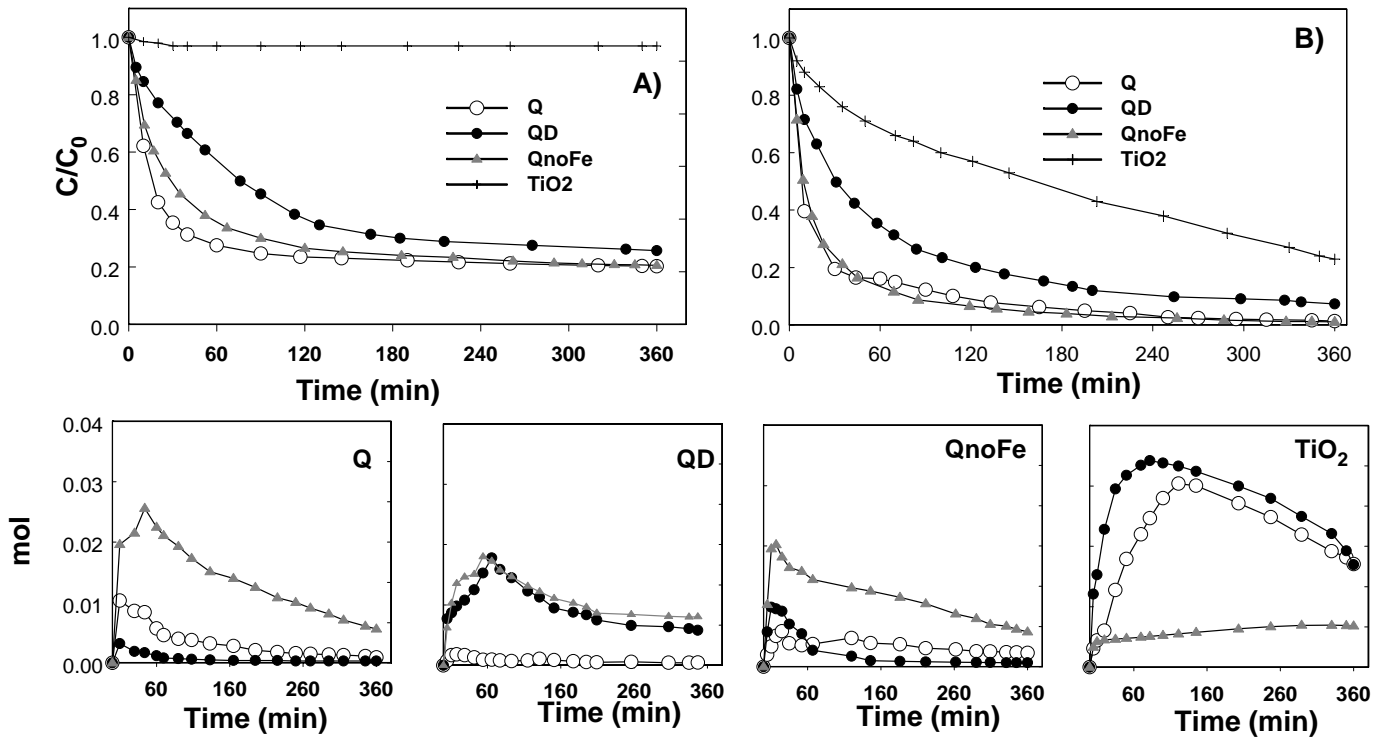 A)
1.0
0.8
0.6
0.4
0.2
0.0
C/C0
Q
QD
QnoFe
TiO2
0 60 120 180 240 300 360
Time (min)
B)
1.0
0.8
0.6
0.4
0.2
0.0
Q
QD
QnoFe
TiO2
0 60 120 180 240 300 360
Time (min)
0.04
0.03
0.02
0.01
0.00
mol
Q
60 160 260 360
Time (min)
QD
60 160 260 360
Time (min)
QnoFe
60 160 260 360
Time (min)
TiO2
60 160 260 360
Time (min)